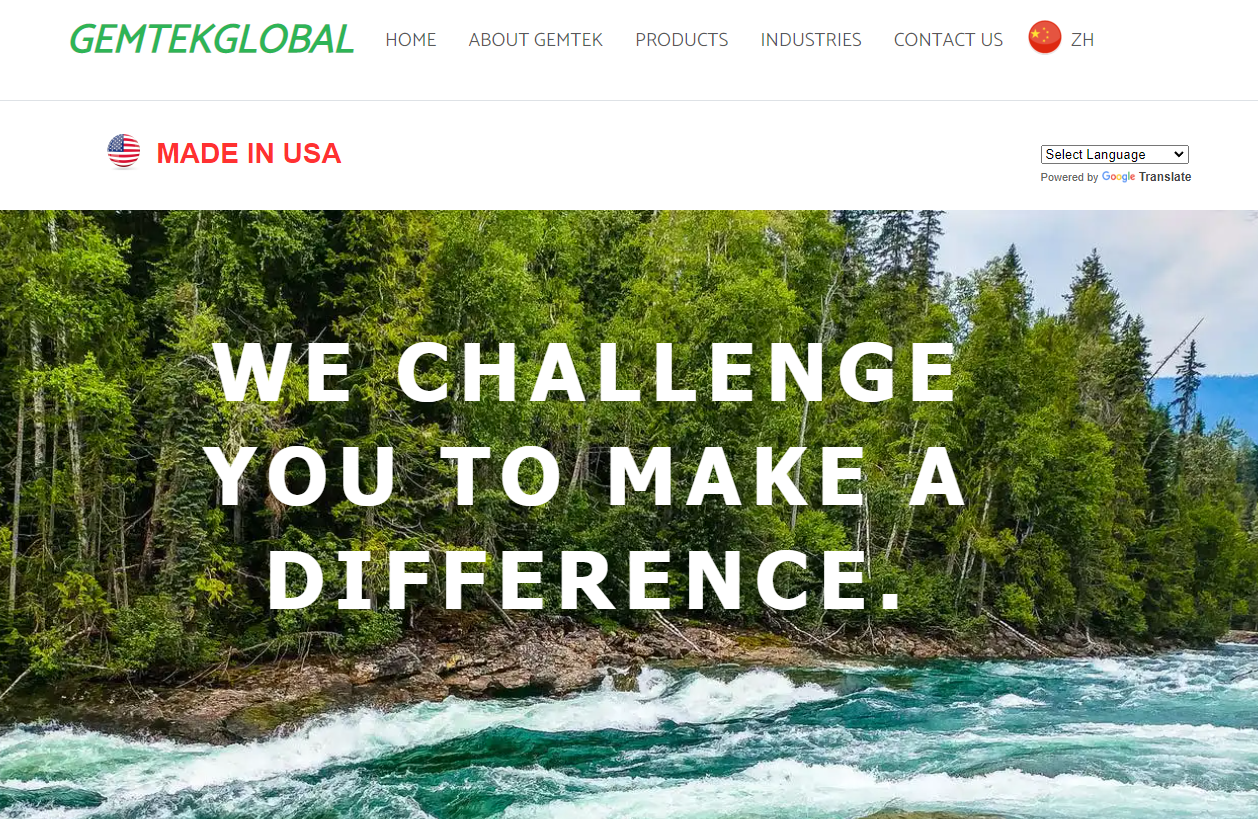 GEMTEKGLOBAL HOME ABOUT GEMTEK PRODUCTS INDUSTRIES CONTACT US ZH
MADE IN USA
Select Language
Powered by Google Translate
WE CHALLENGE
YOU TO MAKE A
DIFFERENCE.